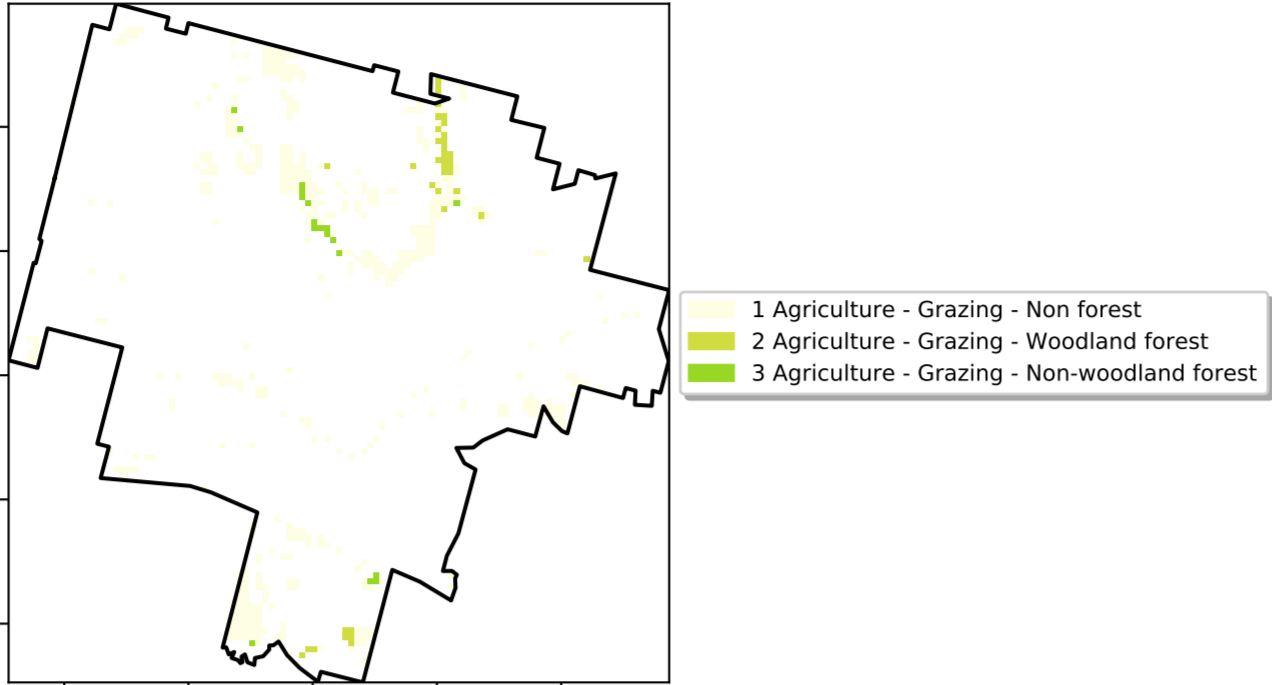 1 Agriculture - Grazing - Non forest
2 Agriculture - Grazing - Woodland forest
3 Agriculture - Grazing - Non-woodland forest